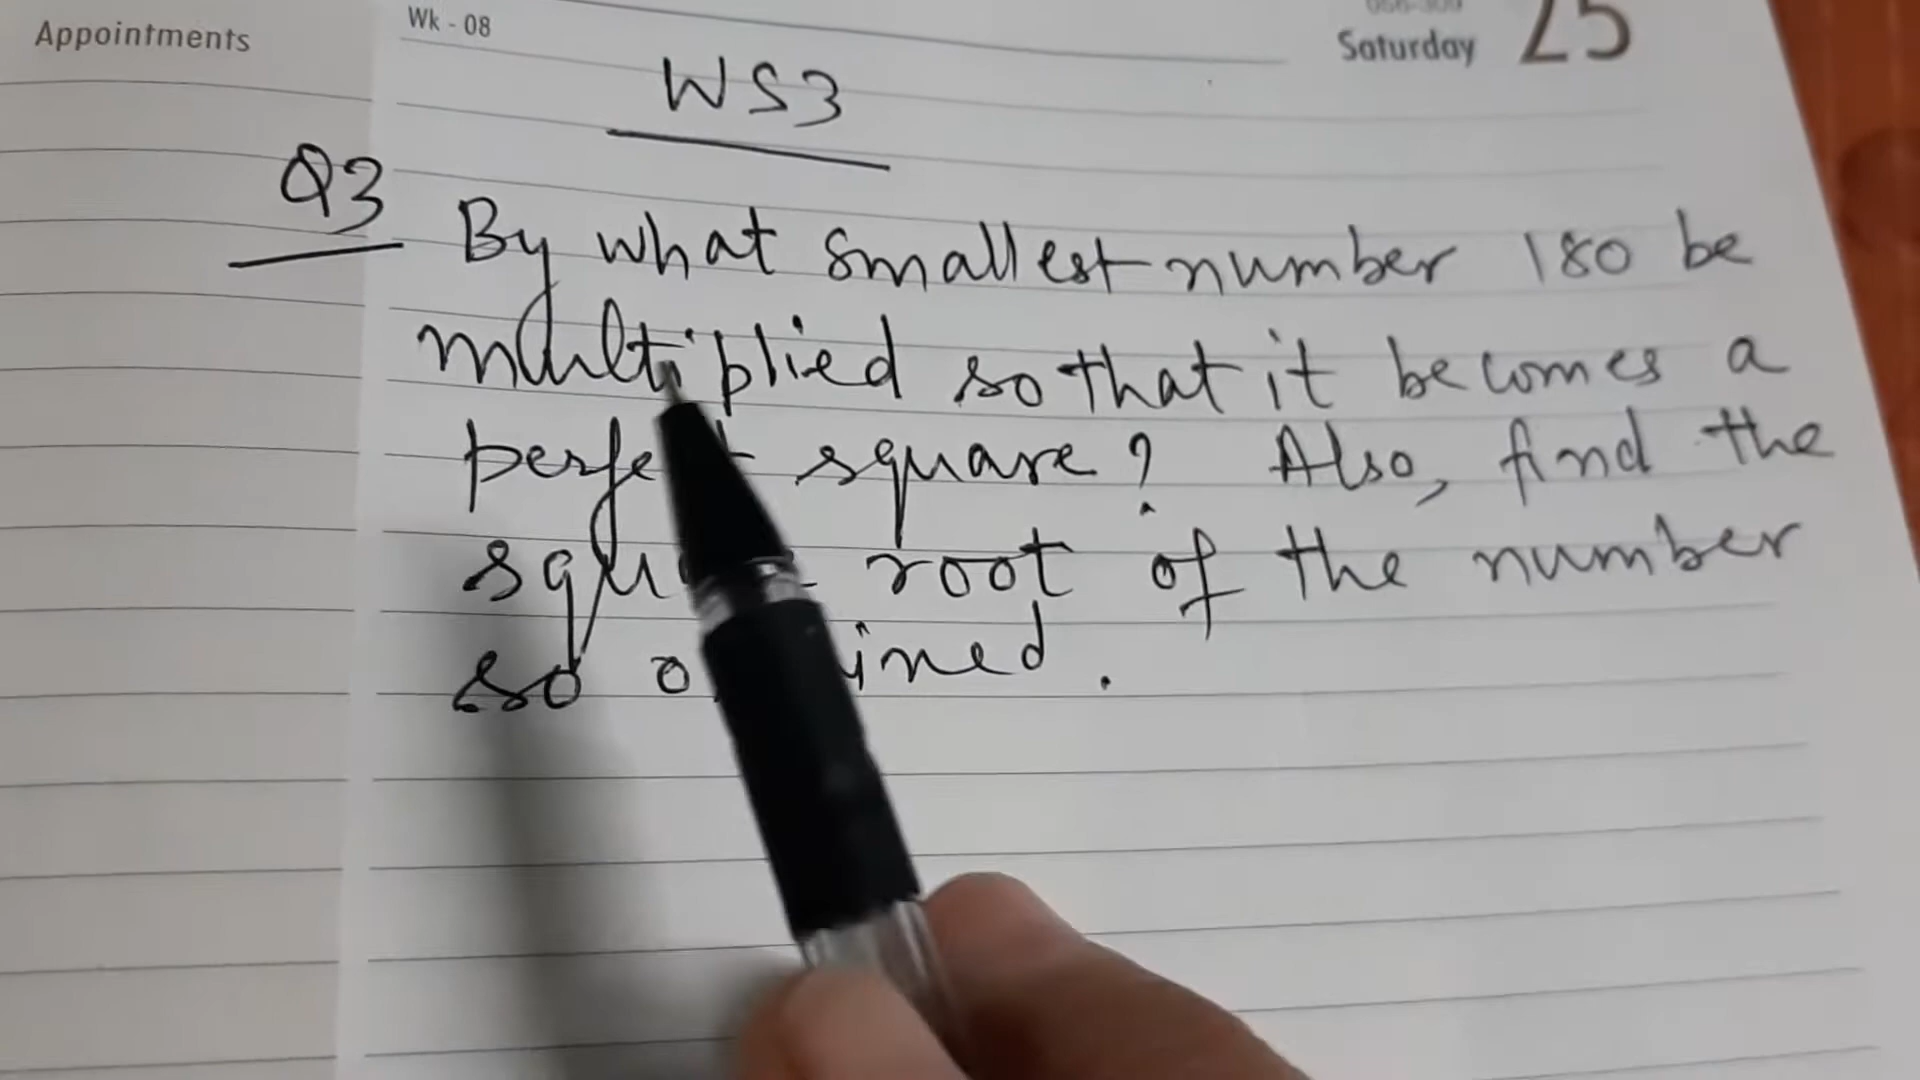 Appointments
Wk - 08
Saturday 25
WS3
Q3
By what smallest number 180 be
multiplied so that it becomes a
square? Also, find the
root of the number
so